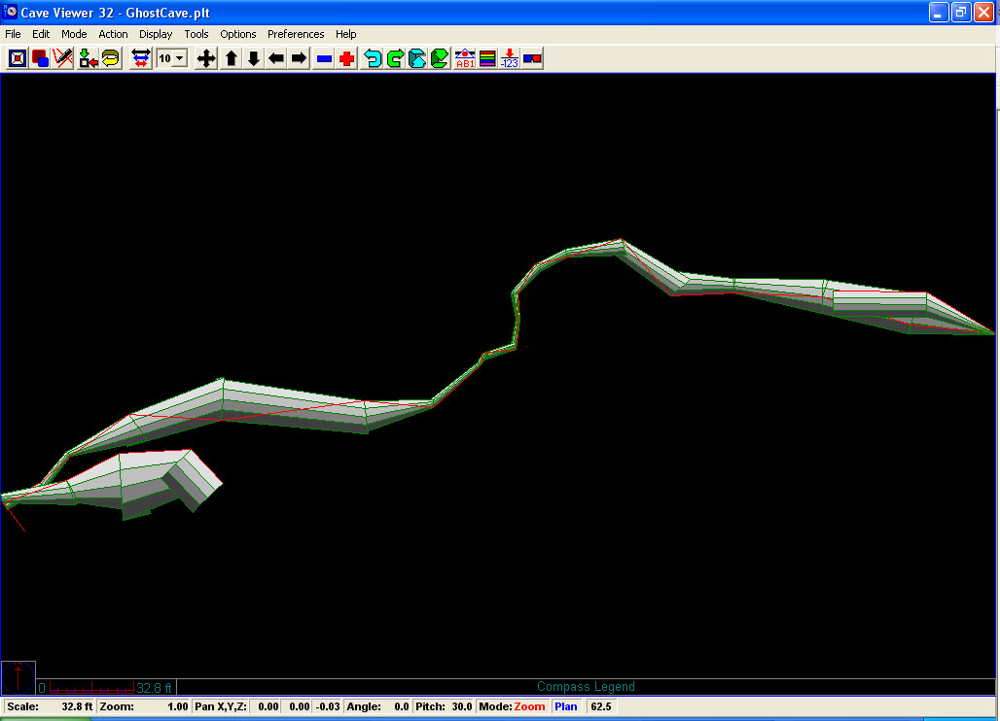 Cave Viewer 32 - GhostCave.plt
File Edit Mode Action Display Tools Options Preferences Help
10 AB1 -123
0 32.8 ft Compass Legend
Scale: 32.8 ft Zoom: 1.00 Pan X,Y,Z: 0.00 0.00 -0.03 Angle: 0.0 Pitch: 30.0 Mode: Zoom Plan 62.5